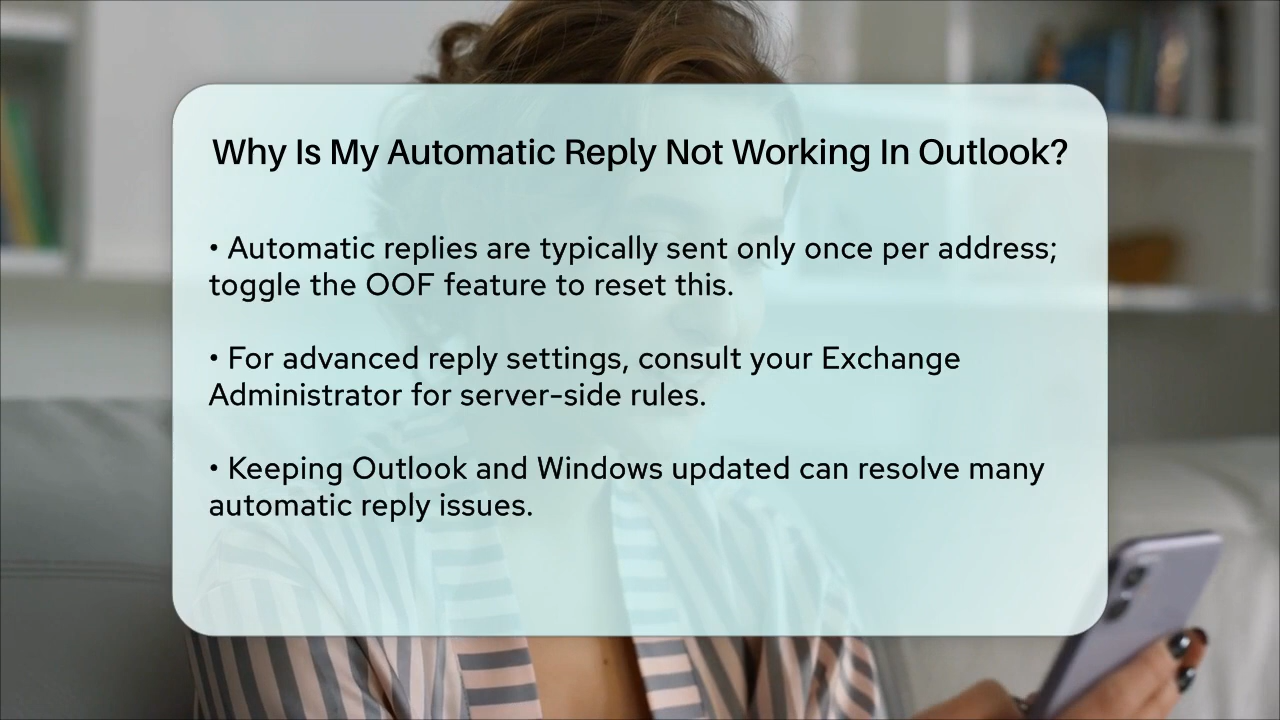 Why Is My Automatic Reply Not Working In Outlook?
• Automatic replies are typically sent only once per address;
toggle the OOF feature to reset this.
• For advanced reply settings, consult your Exchange
Administrator for server-side rules.
• Keeping Outlook and Windows updated can resolve many
automatic reply issues.